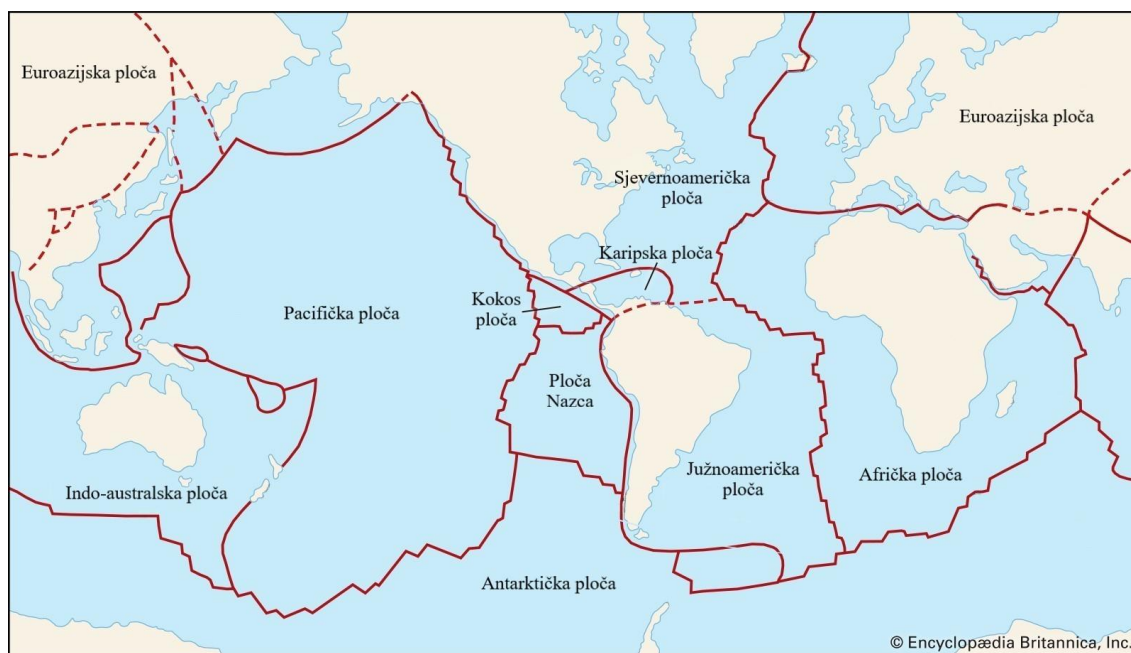 Euroazijska ploča
Euroazijska ploča
Sjevernoamerička
ploča
Karipska ploča
Kokos
ploča
Pacifička ploča
Ploča
Nazca
Južnoamerička
ploča
Afrička ploča
Indo-australska ploča
Antarktička ploča
© Encyclopædia Britannica, Inc.